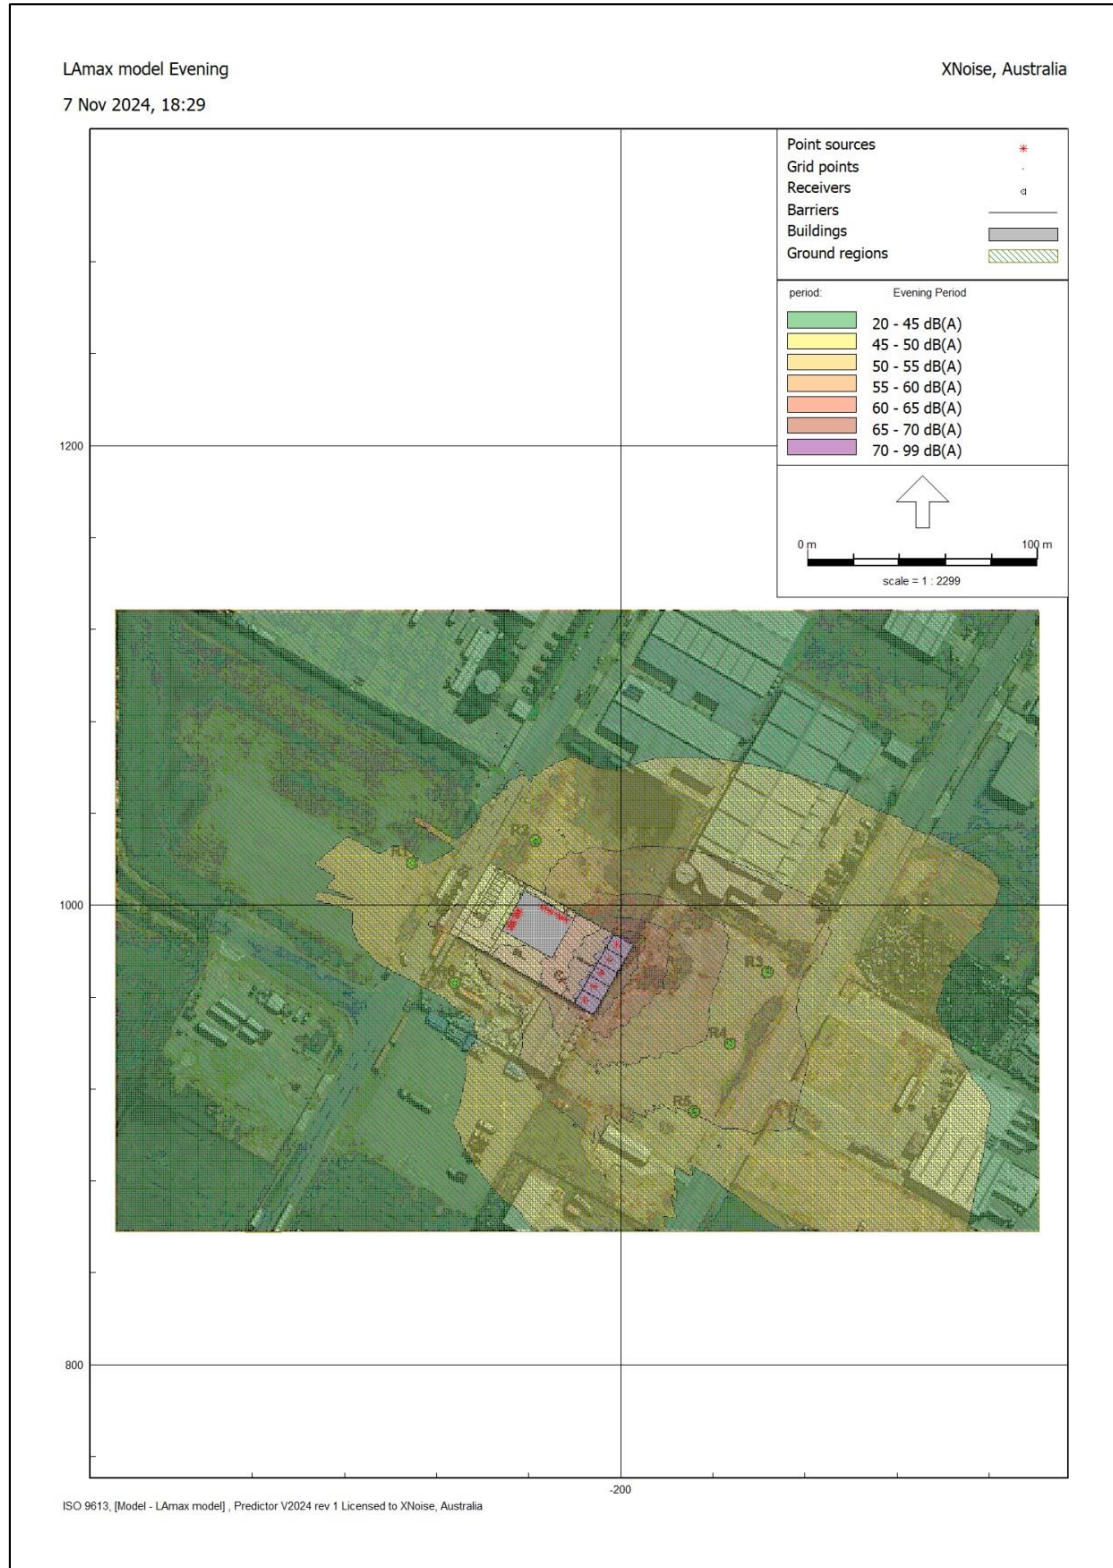 LAmax model Evening
XNoise, Australia
7 Nov 2024, 18:29
Point sources
Grid points
Receivers
Barriers
Buildings
Ground regions
period: Evening Period
20 - 45 dB(A)
45 - 50 dB(A)
50 - 55 dB(A)
55 - 60 dB(A)
60 - 65 dB(A)
65 - 70 dB(A)
70 - 99 dB(A)
1200
0 m 100 m
scale = 1 : 2299
R2
R1
1000
R3
R6
R4
R5
800
-200
ISO 9613, [Model - LAmax model] , Predictor V2024 rev 1 Licensed to XNoise, Australia